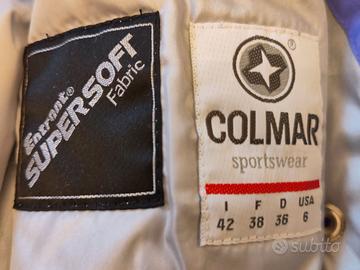 Entrant®
SUPERSOFT
Fabric
®
COLMAR
sportswear
I F D USA
42 38 36 6
subito